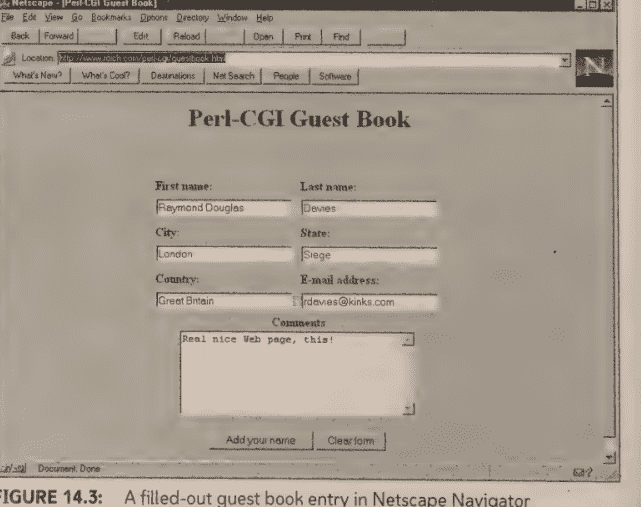 Netscape - [Perl-CGI Guest Book]
File Edit View Go Bookmarks Options Directory Window Help
Back Forward Edit Reload Open Print Find
Location:
What's New? What's Cool? Destinations Net Search People Software
N
Perl-CGI Guest Book
First name: Last name:
Raymond Douglas Davies
City: State:
London Siege
Country: E-mail address:
Great Britain rdavies@kinks.com
Comments
Real nice Web page, this!
Add your name Clear form
Document: Done
FIGURE 14.3: A filled-out guest book entry in Netscape Navigator